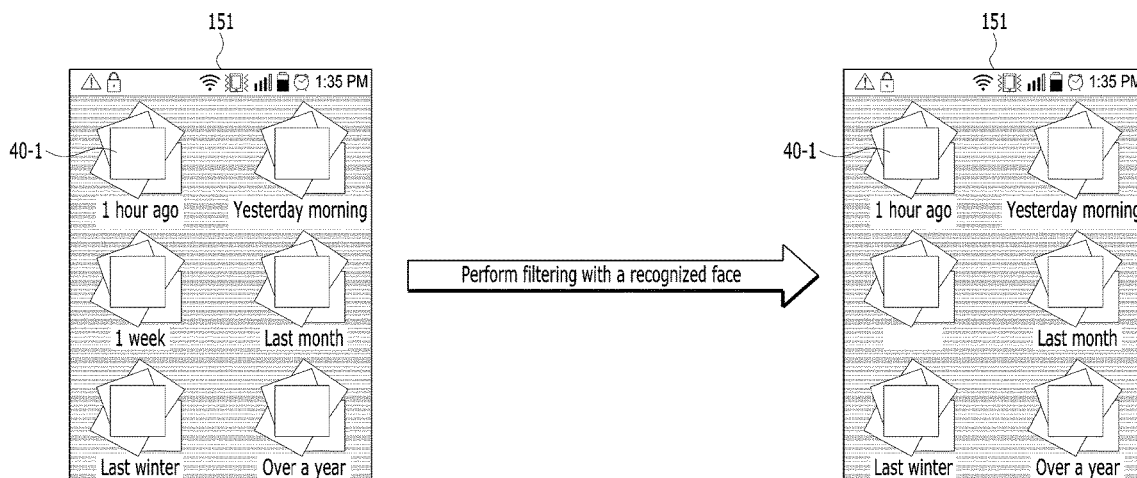 151
151
1:35 PM
1:35 PM
40-1
40-1
1 hour ago
Yesterday morning
1 hour ago
Yesterday morning
Perform filtering with a recognized face
1 week
Last month
Last month
Last winter
Over a year
Last winter
Over a year